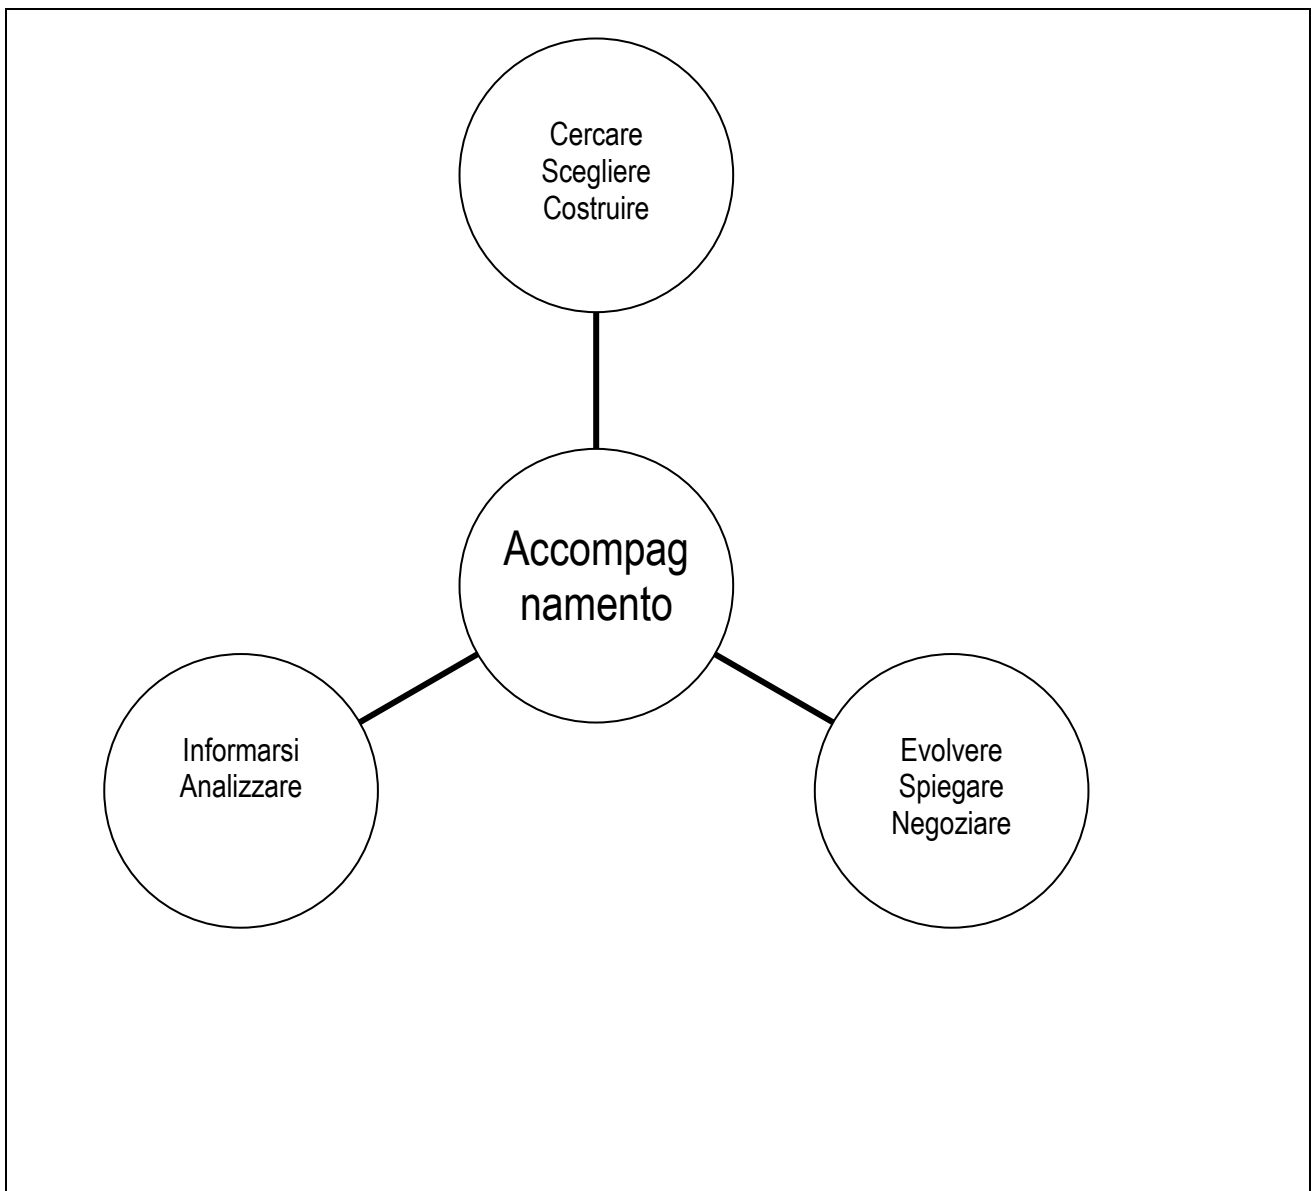 Cercare
Scegliere
Costruire
Accompag
namento
Informarsi
Analizzare
Evolvere
Spiegare
Negoziare